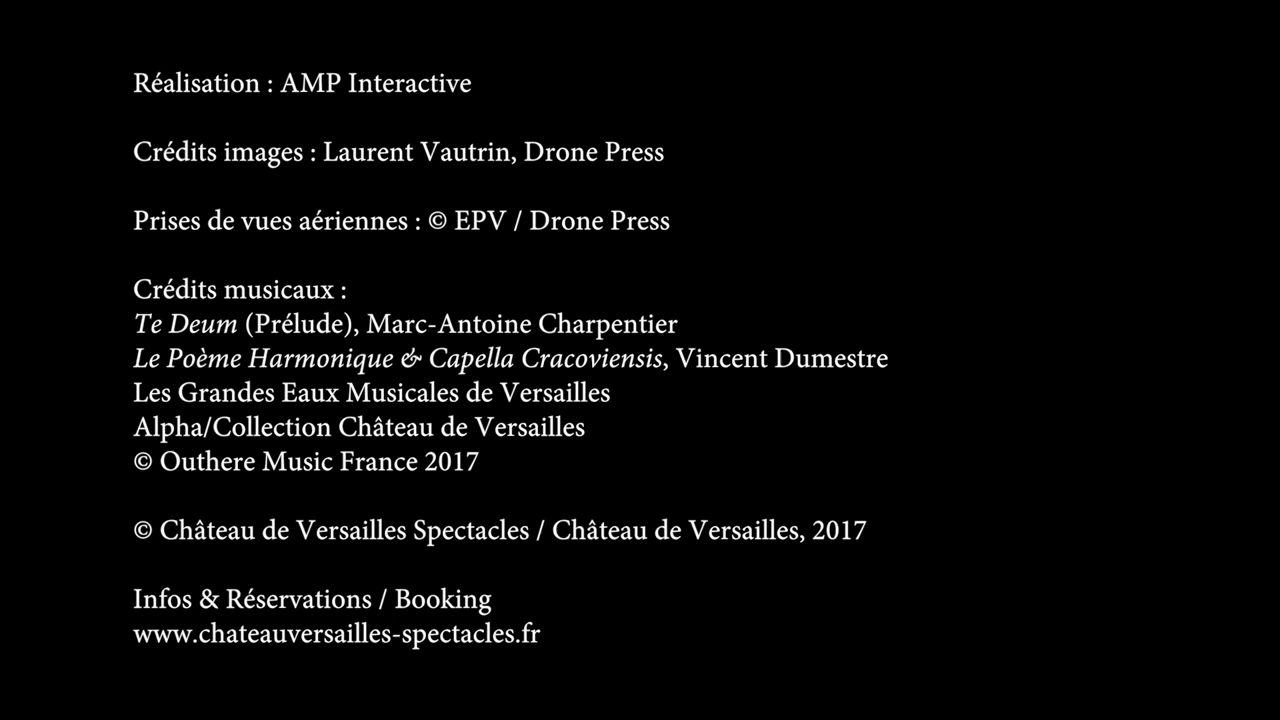 Réalisation : AMP Interactive
Crédits images : Laurent Vautrin, Drone Press
Prises de vues aériennes : © EPV / Drone Press
Crédits musicaux :
Te Deum (Prélude), Marc-Antoine Charpentier
Le Poème Harmonique & Capella Cracoviensis, Vincent Dumestre
Les Grandes Eaux Musicales de Versailles
Alpha/Collection Château de Versailles
© Outhere Music France 2017
© Château de Versailles Spectacles / Château de Versailles, 2017
Infos & Réservations / Booking
www.chateauversailles-spectacles.fr